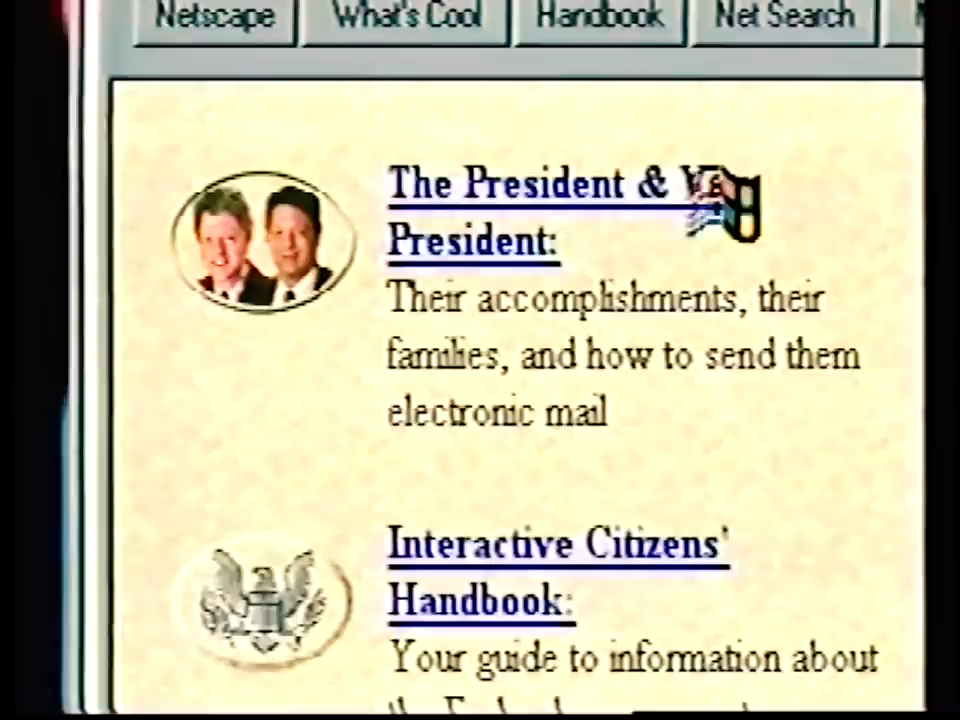 Netscape What's Cool Handbook Net Search
The President &
President:
Their accomplishments, their
families, and how to send them
electronic mail
Interactive Citizens'
Handbook:
Your guide to information about